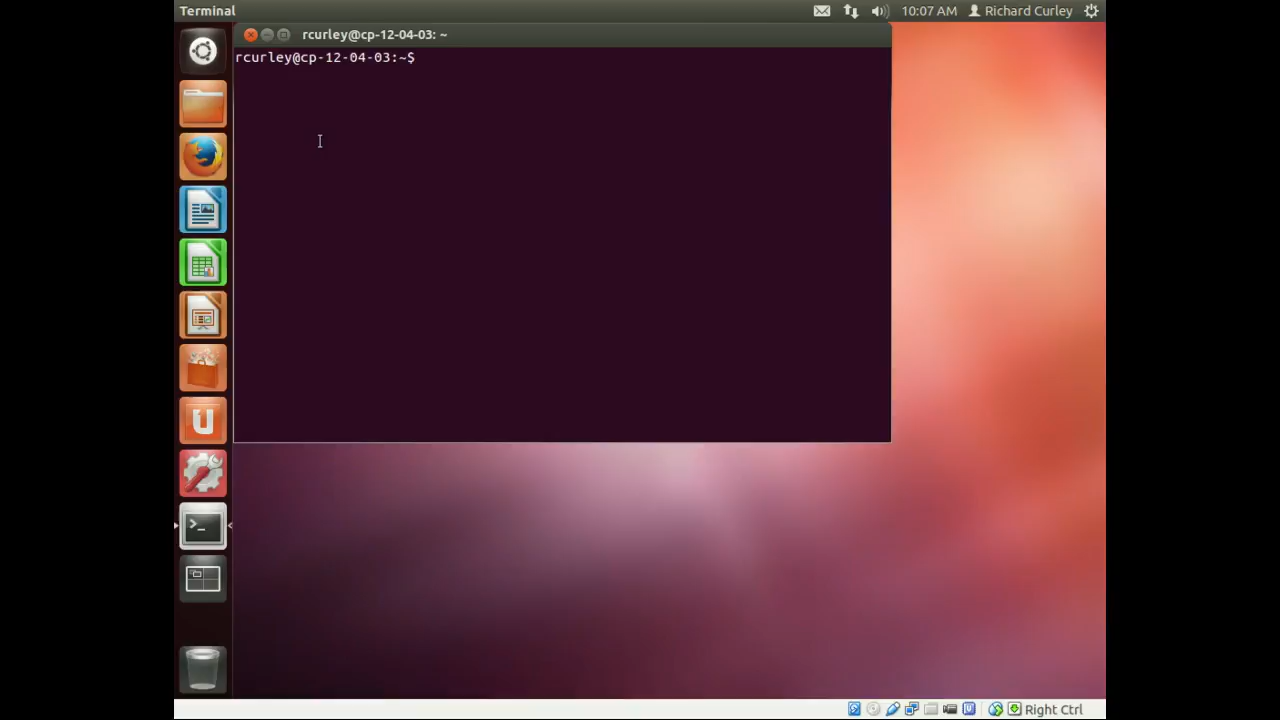 Terminal
10:07 AM
Richard Curley
rcurley@cp-12-04-03: ~
rcurley@cp-12-04-03:~$
Right Ctrl